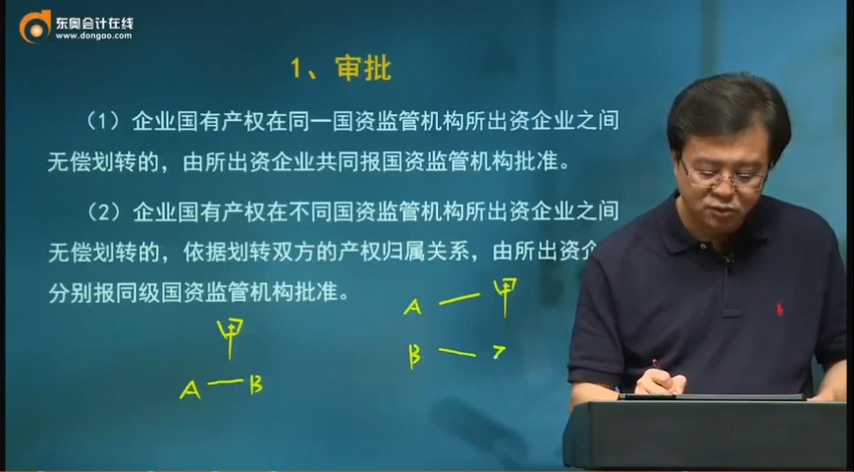 东奥会计在线
www.dongao.com
1、审批
（1）企业国有产权在同一国资监管机构所出资企业之间
无偿划转的，由所出资企业共同报国资监管机构批准。
（2）企业国有产权在不同国资监管机构所出资企业之间
无偿划转的，依据划转双方的产权归属关系，由所出资企
分别报同级国资监管机构批准。
甲
A — B
A — 甲
B —